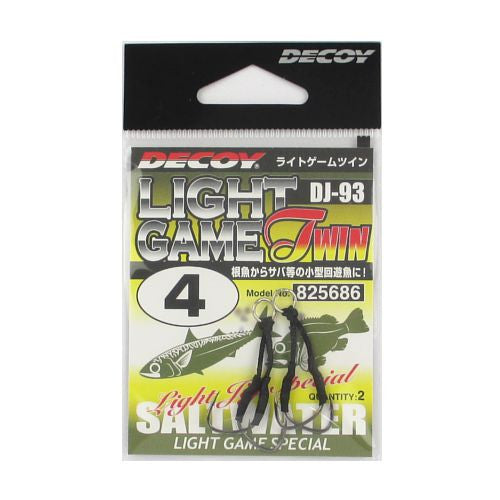 DECOY
DECOY ライトゲームツイン
LIGHT DJ-93
GAME TWIN
根魚からサバ等の小型回遊魚に!
4 Model No. 825686
Light Jig Special
QUANTITY:2
SALTWATER
LIGHT GAME SPECIAL